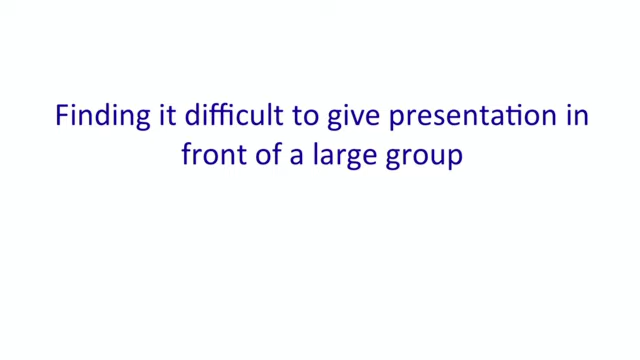 Finding it difficult to give presentation in
front of a large group